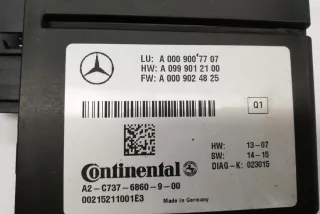 LU: A 000 900 77 07
HW: A 099 901 21 00
FW: A 000 902 48 25
Q1
Continental
HW: 13-07
SW: 14-15
DIAG-K: 023015
A2-C737-6860-9-00
00215211001E3
Made in Germany